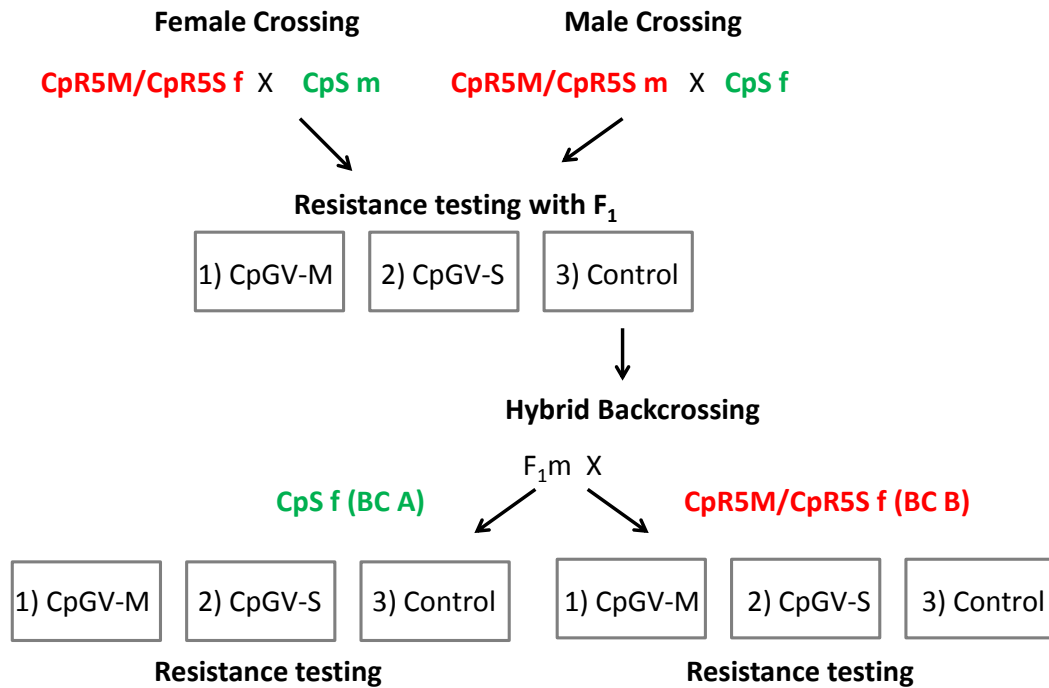 Female Crossing
Male Crossing
CpR5M/CpR5S f X CpS m
CpR5M/CpR5S m X CpS f
Resistance testing with F₁
1) CpGV-M
2) CpGV-S
3) Control
Hybrid Backcrossing
F₁m X
CpS f (BC A)
CpR5M/CpR5S f (BC B)
1) CpGV-M
2) CpGV-S
3) Control
1) CpGV-M
2) CpGV-S
3) Control
Resistance testing
Resistance testing